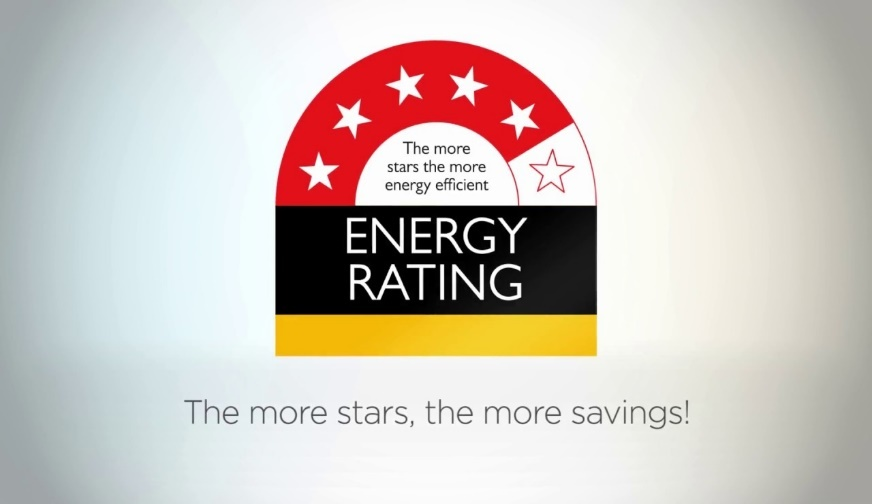 The more
stars the more
energy efficient
ENERGY
RATING
The more stars, the more savings!